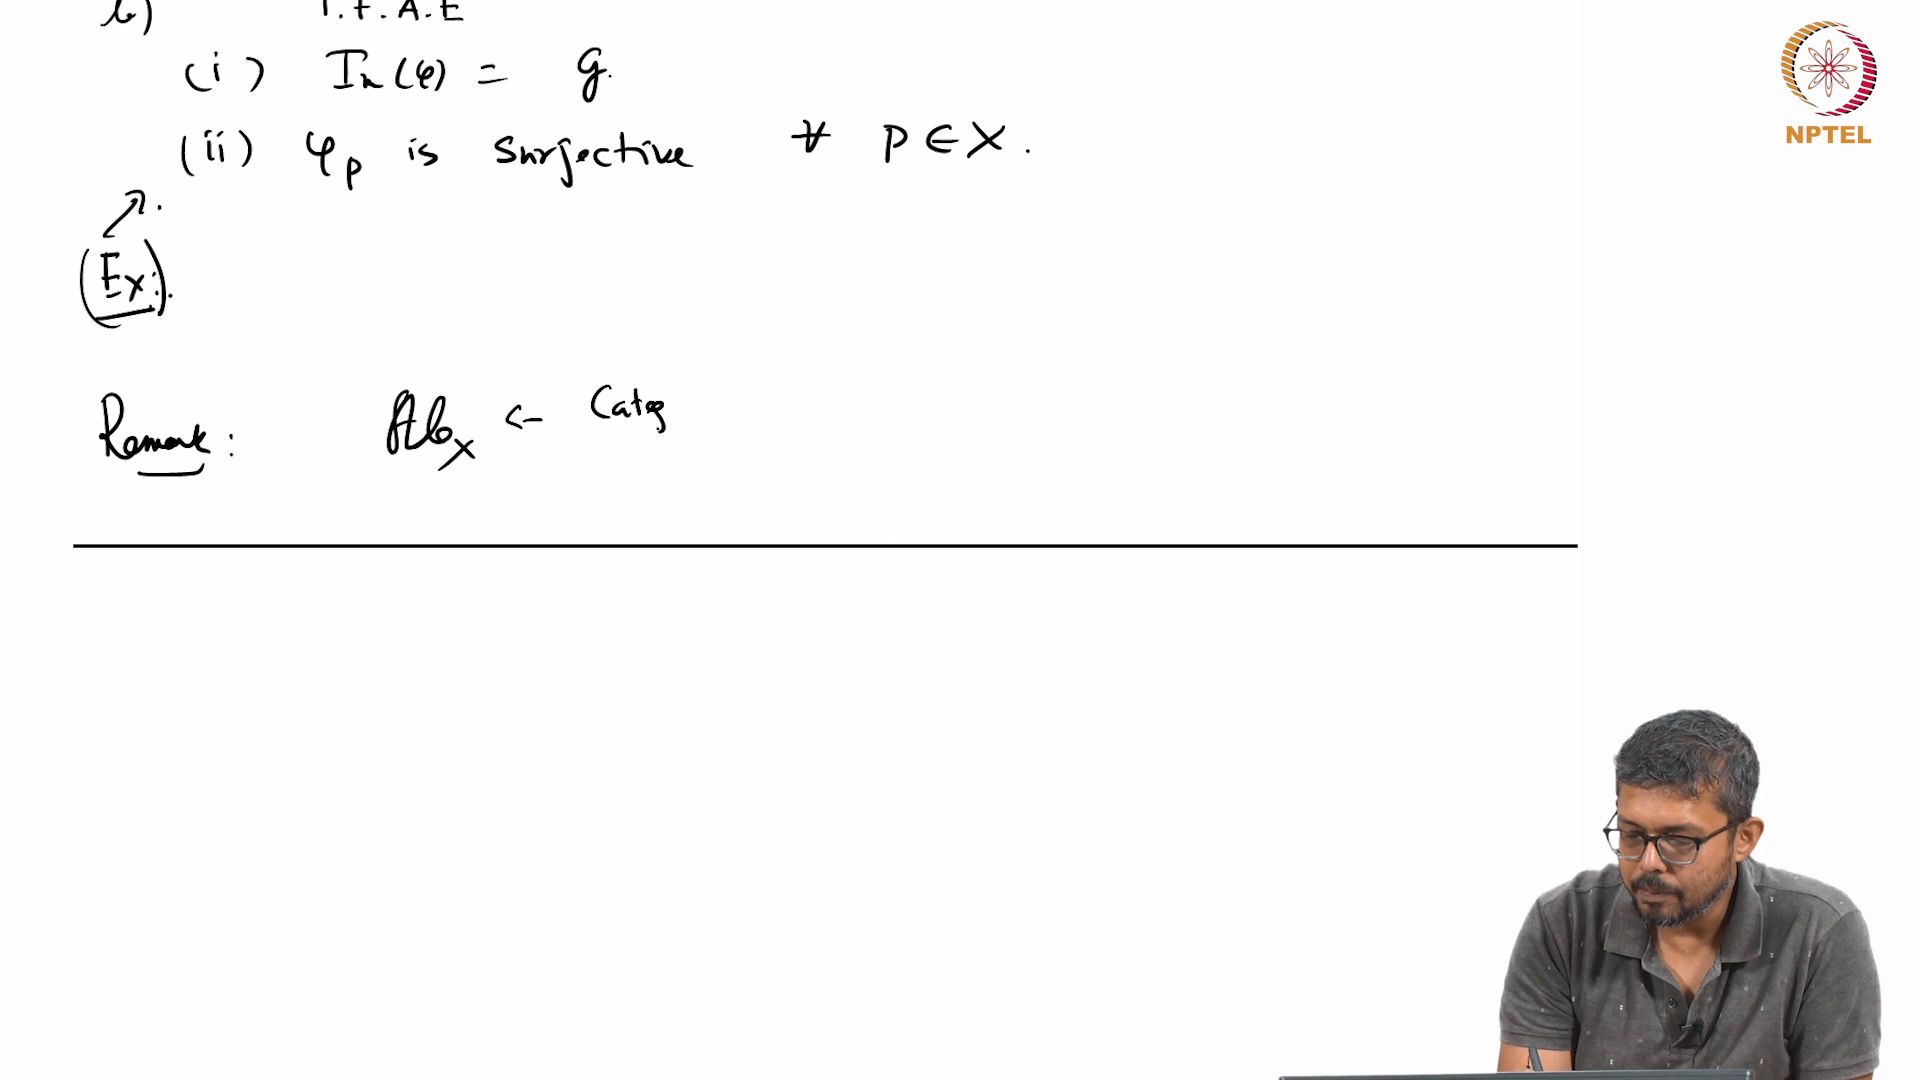 b) T.F.A.E
(i) Im(φ) = G.
(ii) φ_p is surjective ∀ p ∈ X.
(Ex:).
Remark: Ab_X ← Categ
NPTEL